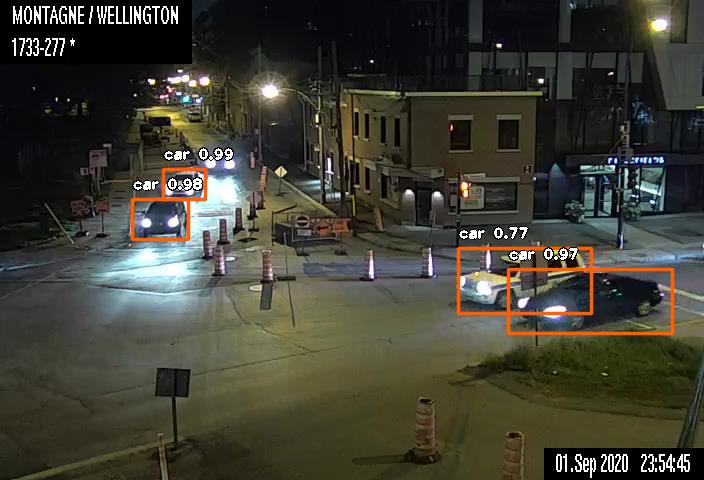 MONTAGNE / WELLINGTON
1733-277 *
car 0.99
car 0.98
car 0.77
car 0.97
01.Sep 2020 23:54:45